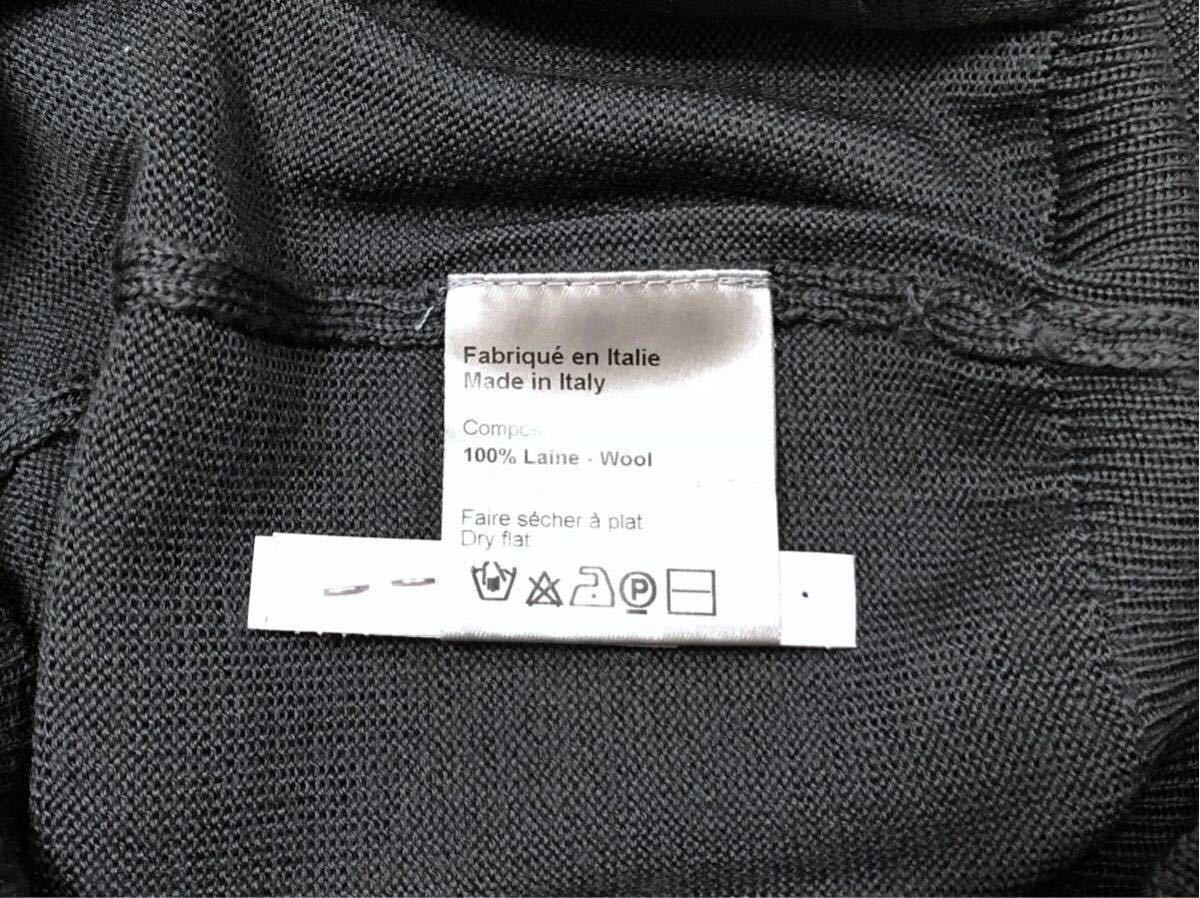 Fabriqué en Italie
Made in Italy
100% Laine - Wool
Faire sécher à plat
Dry flat
P